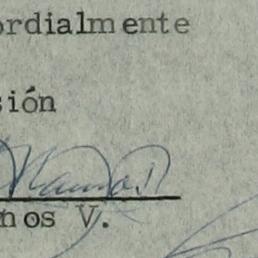 ordialmente
sión
nos V.